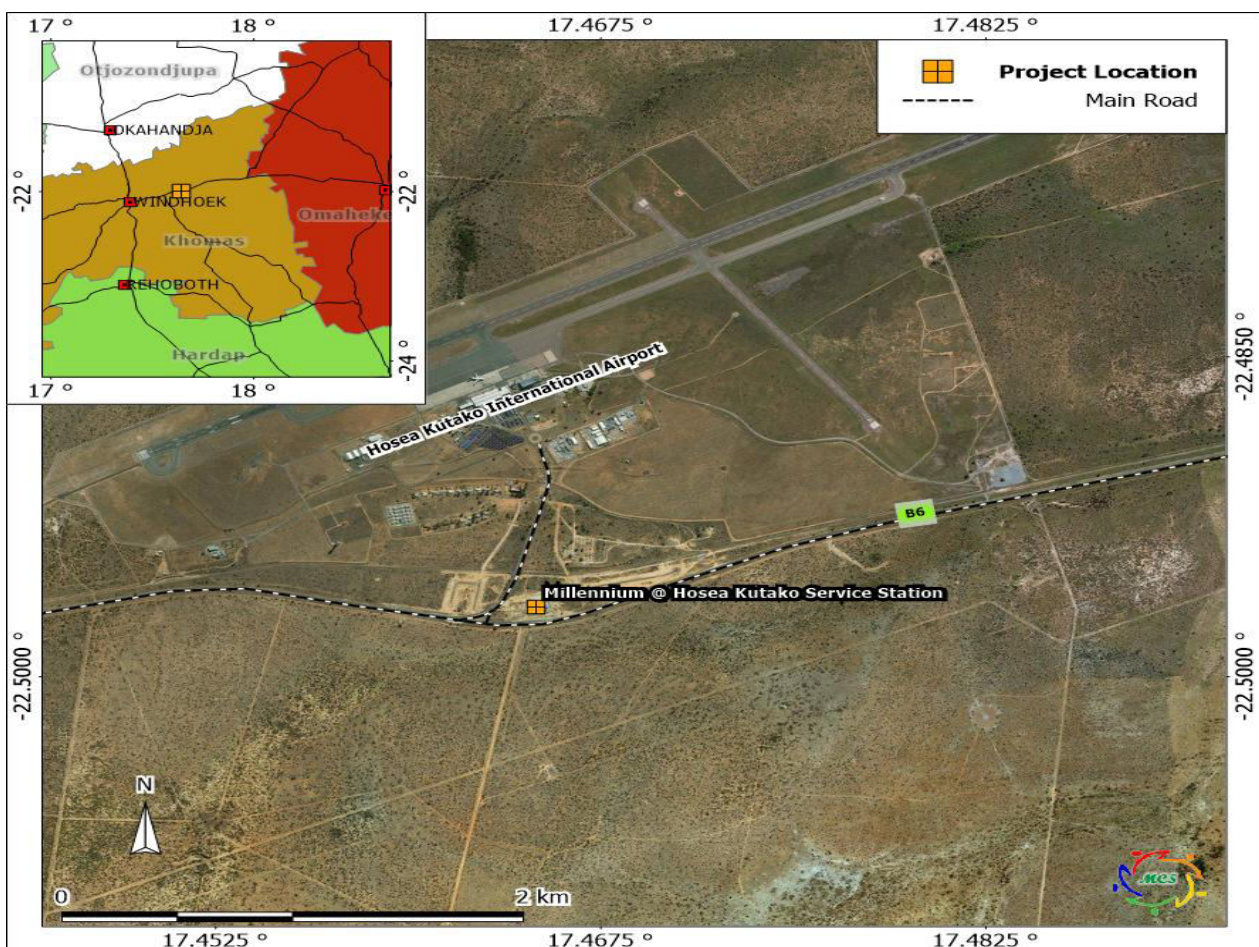 17 °
18 °
17.4675 °
17.4825 °
Otjozondjupa
OKAHANDJA
-22 °
-22 °
WINDHOEK
Omaheke
Khomas
REHOBOTH
Hardap
-24 °
17 °
18 °
Project Location
Main Road
-22.4850 °
Hosea Kutako International Airport
B6
Millennium @ Hosea Kutako Service Station
-22.5000 °
-22.5000 °
N
0
2 km
MCS
17.4525 °
17.4675 °
17.4825 °